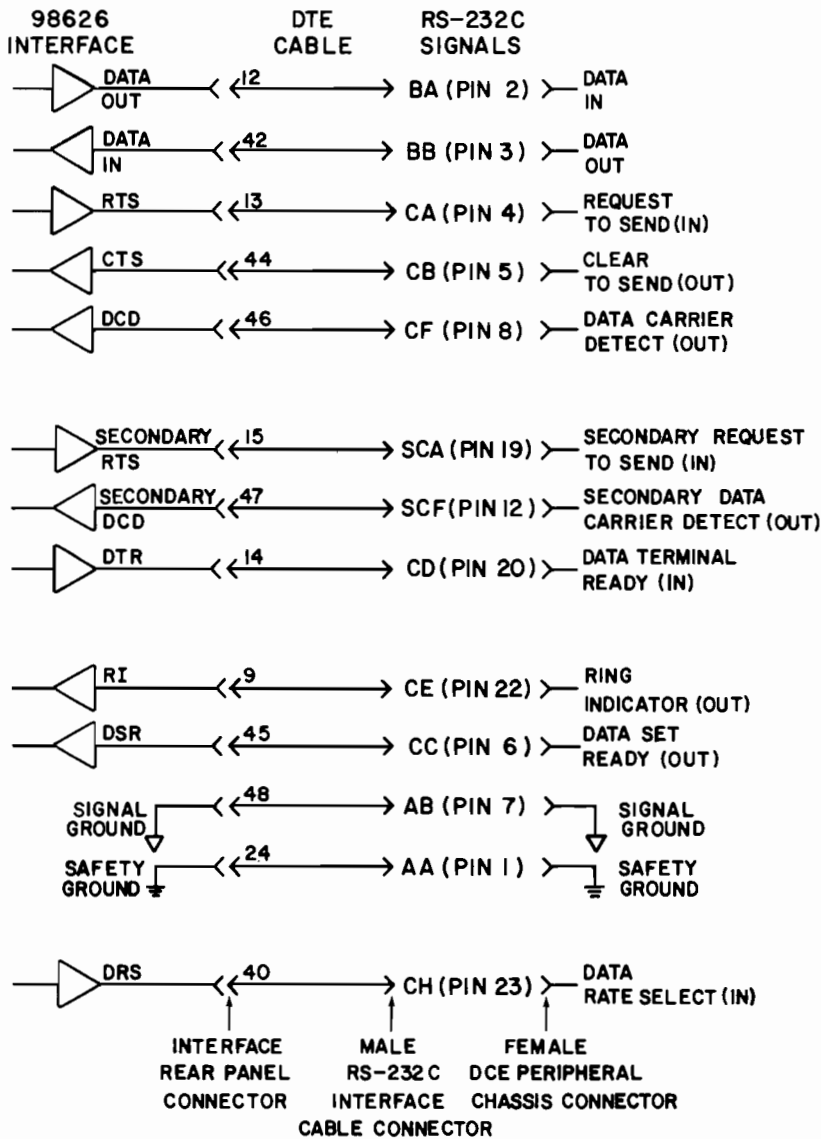 98626 INTERFACE DTE CABLE RS-232C SIGNALS
DATA OUT 12 BA (PIN 2) DATA IN
DATA IN 42 BB (PIN 3) DATA OUT
RTS 13 CA (PIN 4) REQUEST TO SEND (IN)
CTS 44 CB (PIN 5) CLEAR TO SEND (OUT)
DCD 46 CF (PIN 8) DATA CARRIER DETECT (OUT)
SECONDARY RTS 15 SCA (PIN 19) SECONDARY REQUEST TO SEND (IN)
SECONDARY DCD 47 SCF (PIN 12) SECONDARY DATA CARRIER DETECT (OUT)
DTR 14 CD (PIN 20) DATA TERMINAL READY (IN)
RI 9 CE (PIN 22) RING INDICATOR (OUT)
DSR 45 CC (PIN 6) DATA SET READY (OUT)
SIGNAL GROUND 48 AB (PIN 7) SIGNAL GROUND
SAFETY GROUND 24 AA (PIN 1) SAFETY GROUND
DRS 40 CH (PIN 23) DATA RATE SELECT (IN)
INTERFACE REAR PANEL CONNECTOR
MALE RS-232C INTERFACE CABLE CONNECTOR
FEMALE DCE PERIPHERAL CHASSIS CONNECTOR